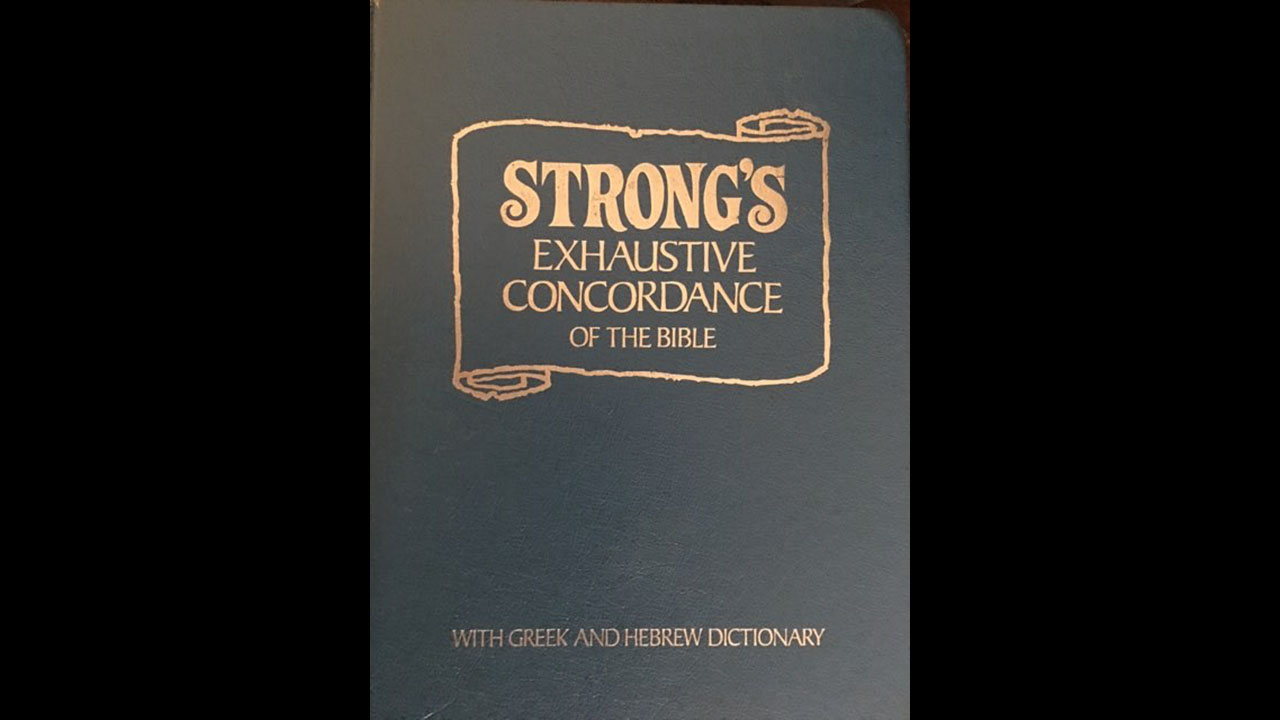 STRONG'S
EXHAUSTIVE
CONCORDANCE
OF THE BIBLE
WITH GREEK AND HEBREW DICTIONARY